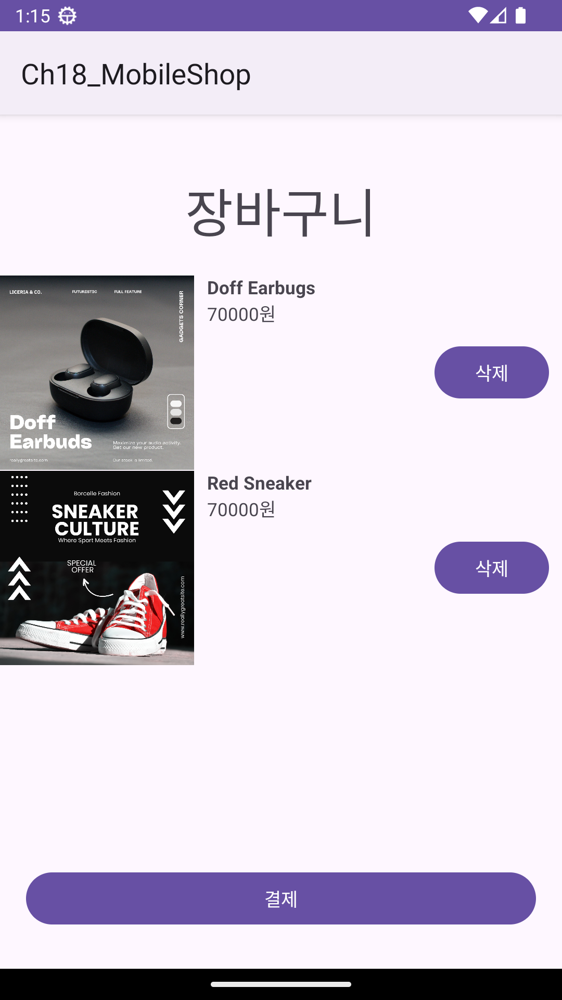 1:15
Ch18_MobileShop
장바구니
LICERIA & CO.
FUTURISTIC
FULL FEATURE
GADGETS CORNER
Doff
Earbuds
Maximize your audio activity.
Get our new product.
reallygreatsite.com
Our stock is limited.
Doff Earbugs
70000원
삭제
Borcelle Fashion
SNEAKER
CULTURE
Where Sport Meets Fashion
SPECIAL
OFFER
www.reallygreatsite.com
Red Sneaker
70000원
삭제
결제